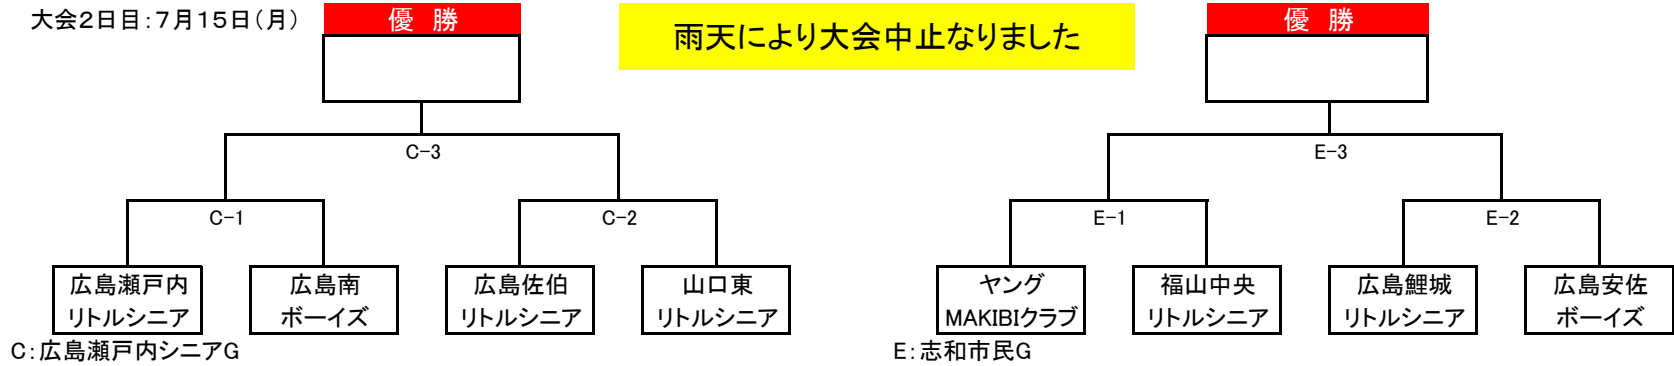 大会2日目:7月15日(月)
優 勝
雨天により大会中止なりました
優 勝
C-3
E-3
C-1
C-2
E-1
E-2
広島瀬戸内
リトルシニア
広島南
ボーイズ
広島佐伯
リトルシニア
山口東
リトルシニア
ヤング
MAKIBIクラブ
福山中央
リトルシニア
広島鯉城
リトルシニア
広島安佐
ボーイズ
C:広島瀬戸内シニアG
E:志和市民G